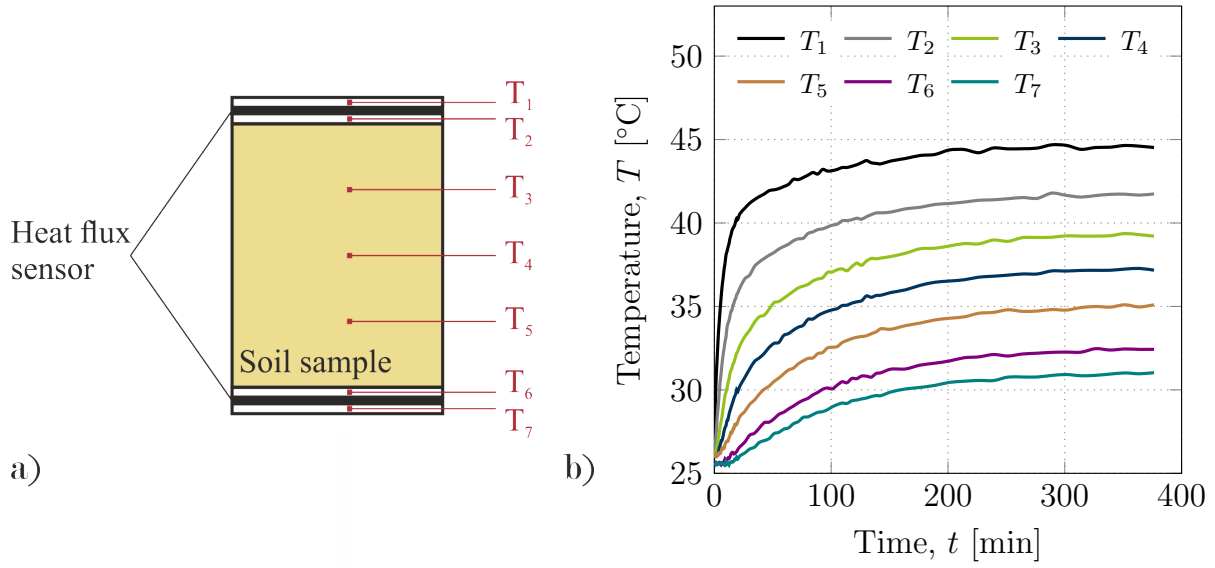 T₁
T₂
T₃
Heat flux
sensor
T₄
T₅
Soil sample
T₆
T₇
a)
b)
Temperature, T [°C]
50
45
40
35
30
25
T₁ T₂ T₃ T₄
T₅ T₆ T₇
0 100 200 300 400
Time, t [min]